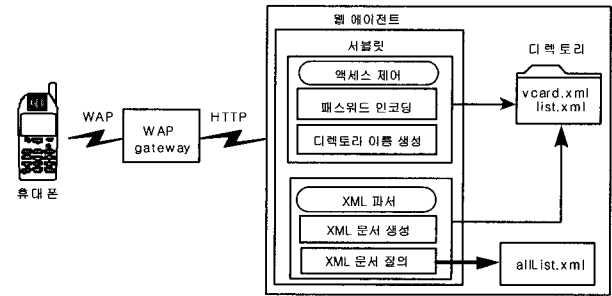 웹 에이전트
서블릿
액세스 제어
패스워드 인코딩
디렉토라 이름 생성
디렉토리
vcard.xml
list.xml
WAP
WAP
gateway
HTTP
휴대폰
XML 파서
XML 문서 생성
XML 문서 질의
allList.xml